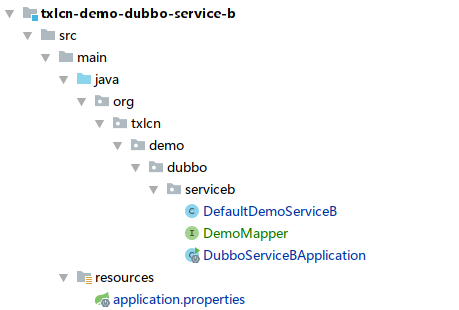 txlcn-demo-dubbo-service-b
src
main
java
org
txlcn
demo
dubbo
serviceb
C DefaultDemoServiceB
I DemoMapper
C DubboServiceBApplication
resources
application.properties